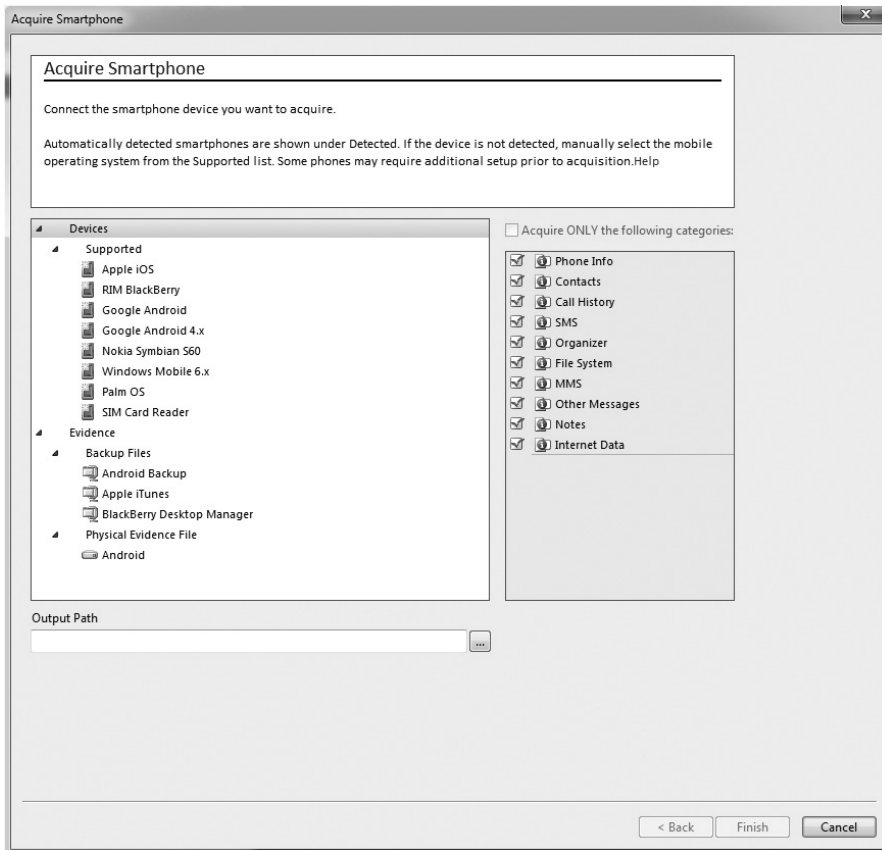 Acquire Smartphone
Acquire Smartphone
Connect the smartphone device you want to acquire.
Automatically detected smartphones are shown under Detected. If the device is not detected, manually select the mobile
operating system from the Supported list. Some phones may require additional setup prior to acquisition.Help
Devices
Supported
Apple iOS
RIM BlackBerry
Google Android
Google Android 4.x
Nokia Symbian S60
Windows Mobile 6.x
Palm OS
SIM Card Reader
Evidence
Backup Files
Android Backup
Apple iTunes
BlackBerry Desktop Manager
Physical Evidence File
Android
Acquire ONLY the following categories:
Phone Info
Contacts
Call History
SMS
Organizer
File System
MMS
Other Messages
Notes
Internet Data
Output Path
...
< Back
Finish
Cancel